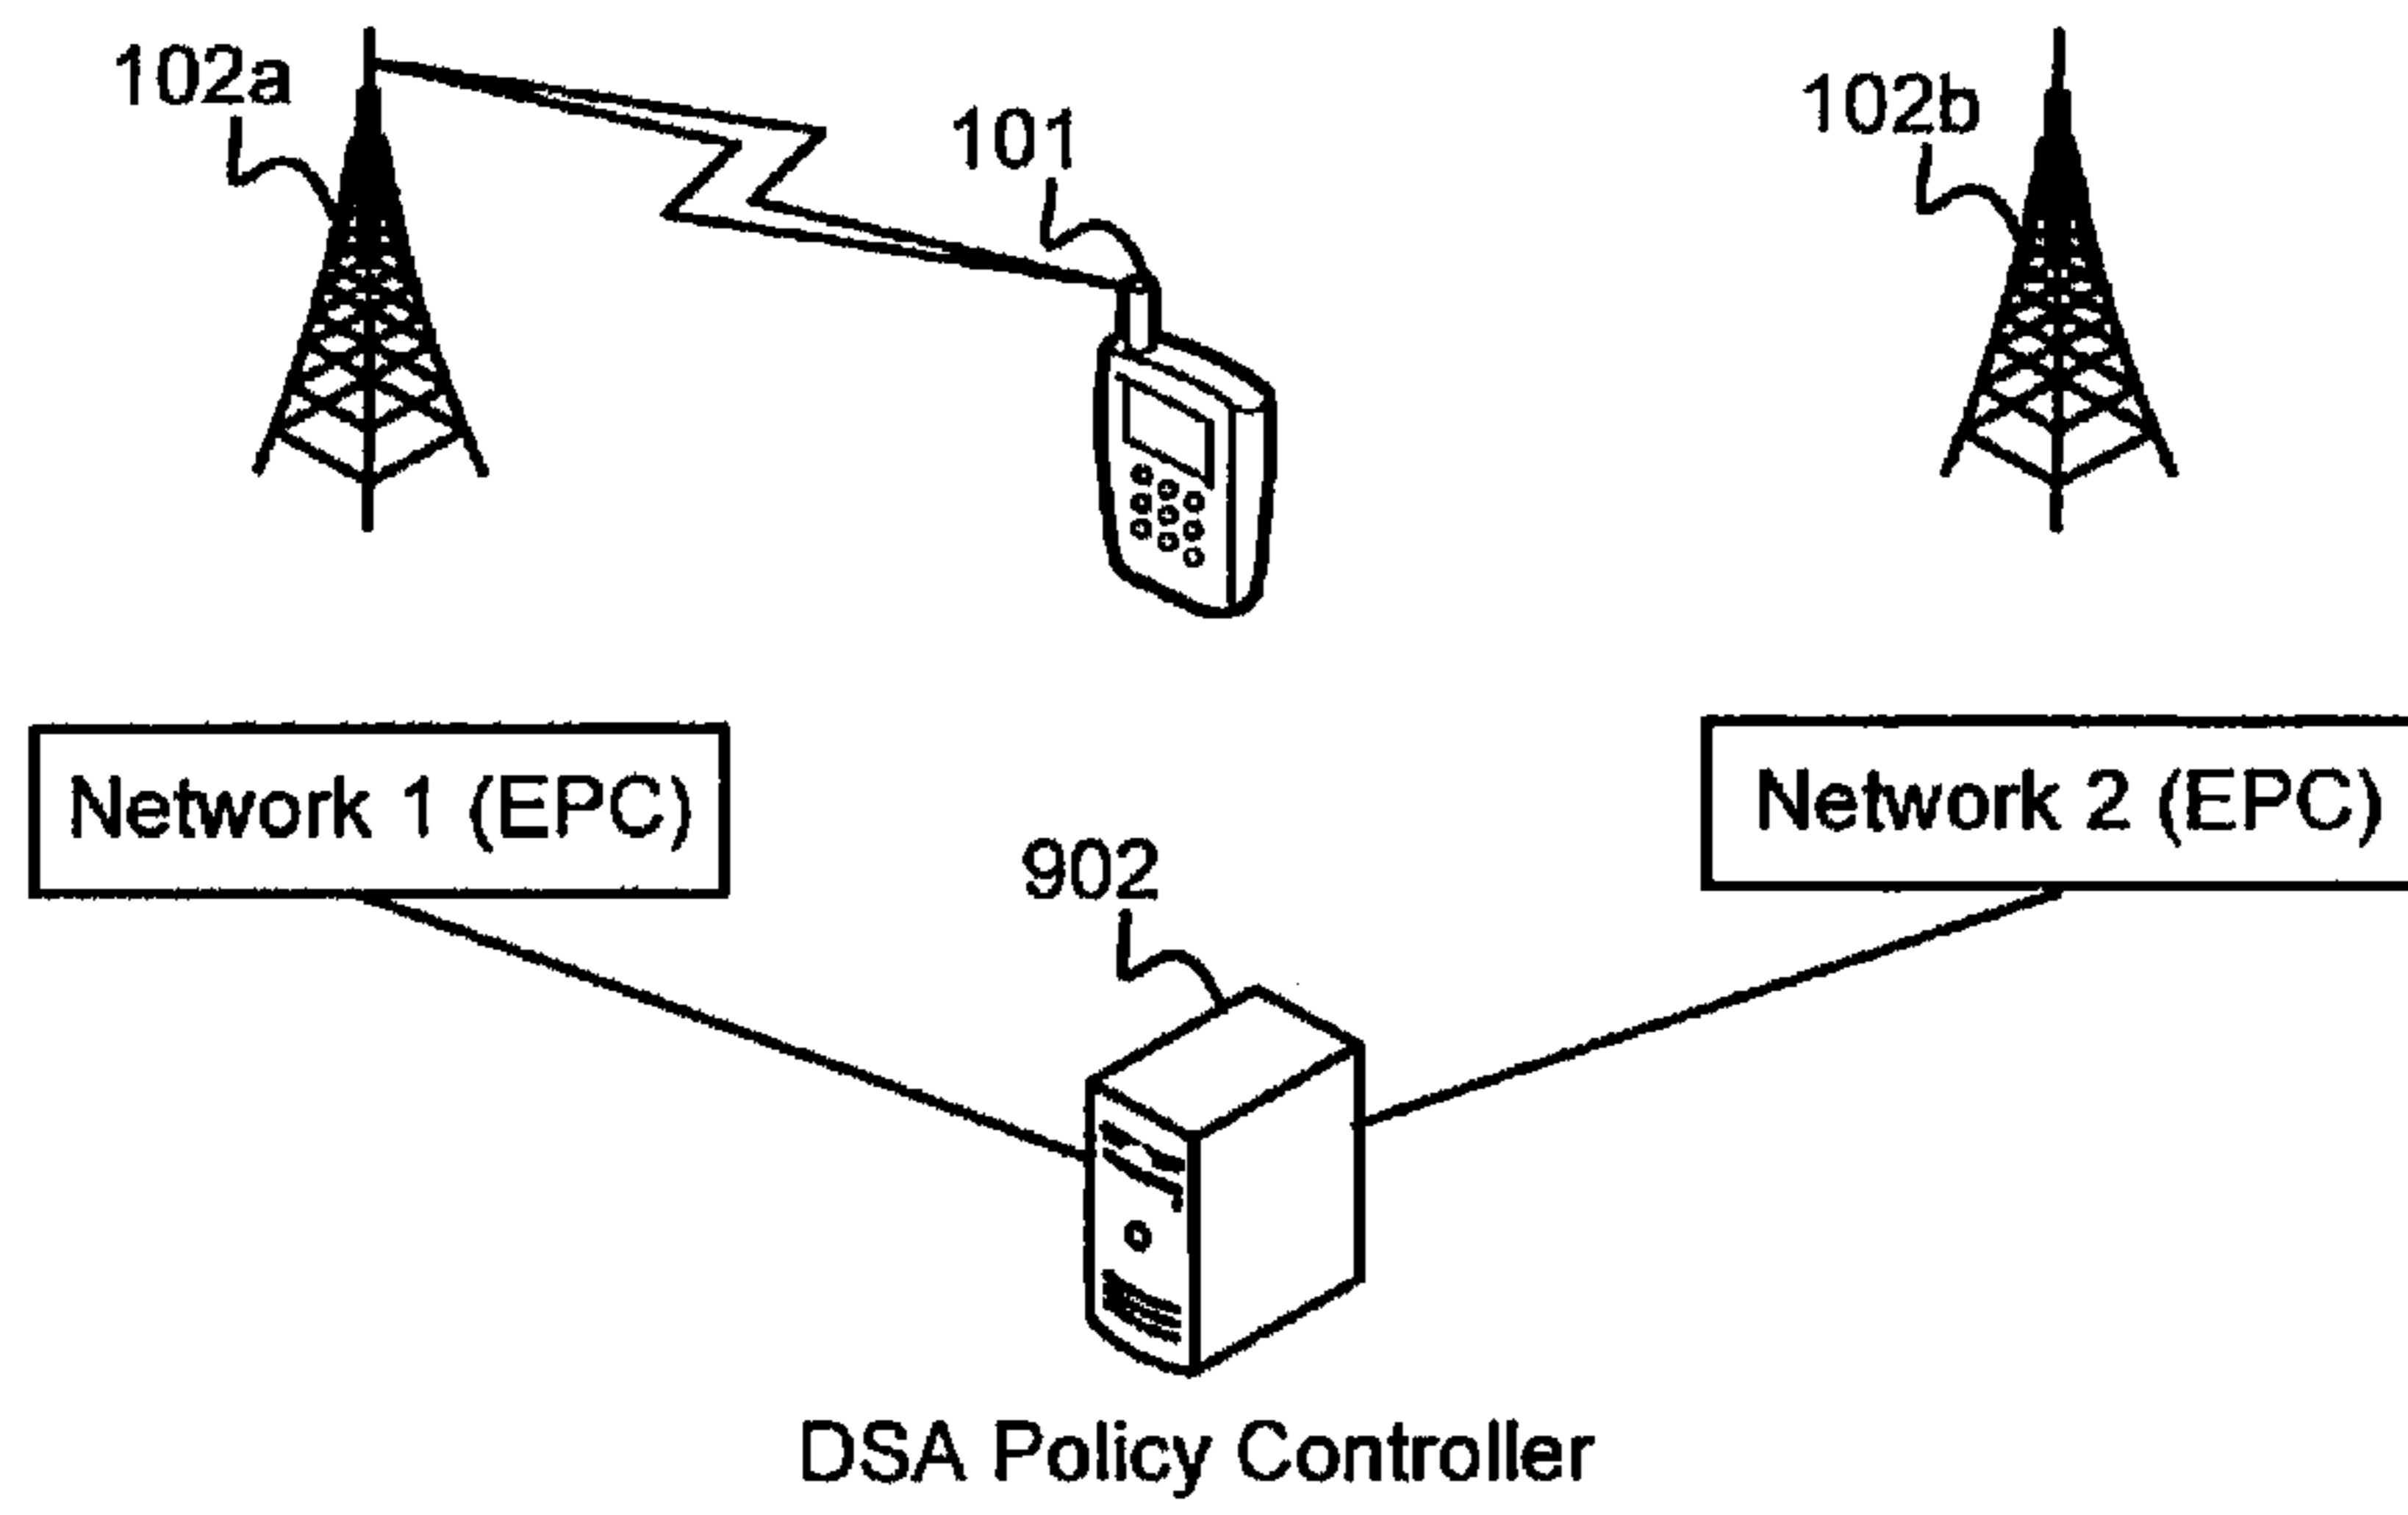 102a
101
102b
Network 1 (EPC)
Network 2 (EPC)
902
DSA Policy Controller